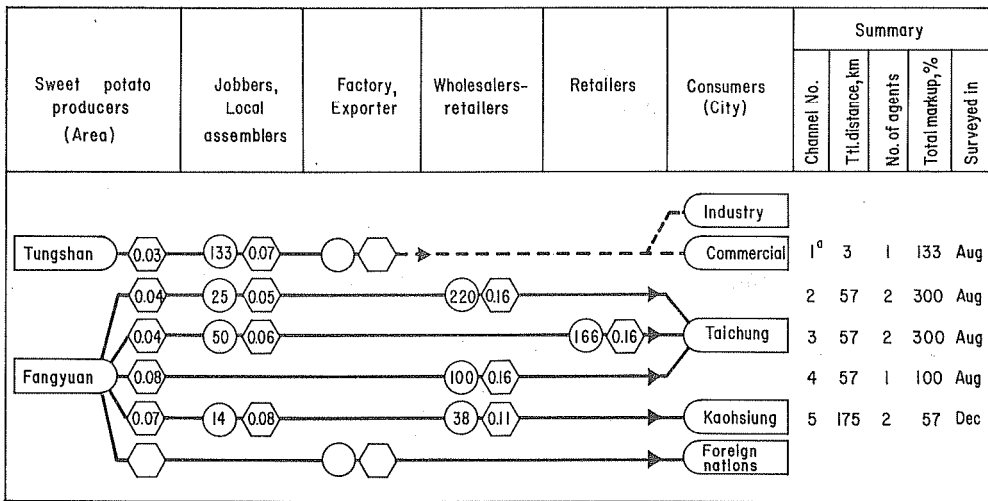 Summary
Sweet potato
producers
(Area)
Jobbers,
Local
assemblers
Factory,
Exporter
Wholesalers-
retailers
Retailers
Consumers
(City)
Channel No.
Ttl.distance, km
No. of agents
Total markup,%
Surveyed in
Industry
Tungshan 0.03 133 0.07 Commercial 1a 3 1 133 Aug
0.04 25 0.05 220 0.16 2 57 2 300 Aug
0.04 50 0.06 166 0.16 Taichung 3 57 2 300 Aug
Fangyuan 0.08 100 0.16 4 57 1 100 Aug
0.07 14 0.08 38 0.11 Kaohsiung 5 175 2 57 Dec
Foreign
nations